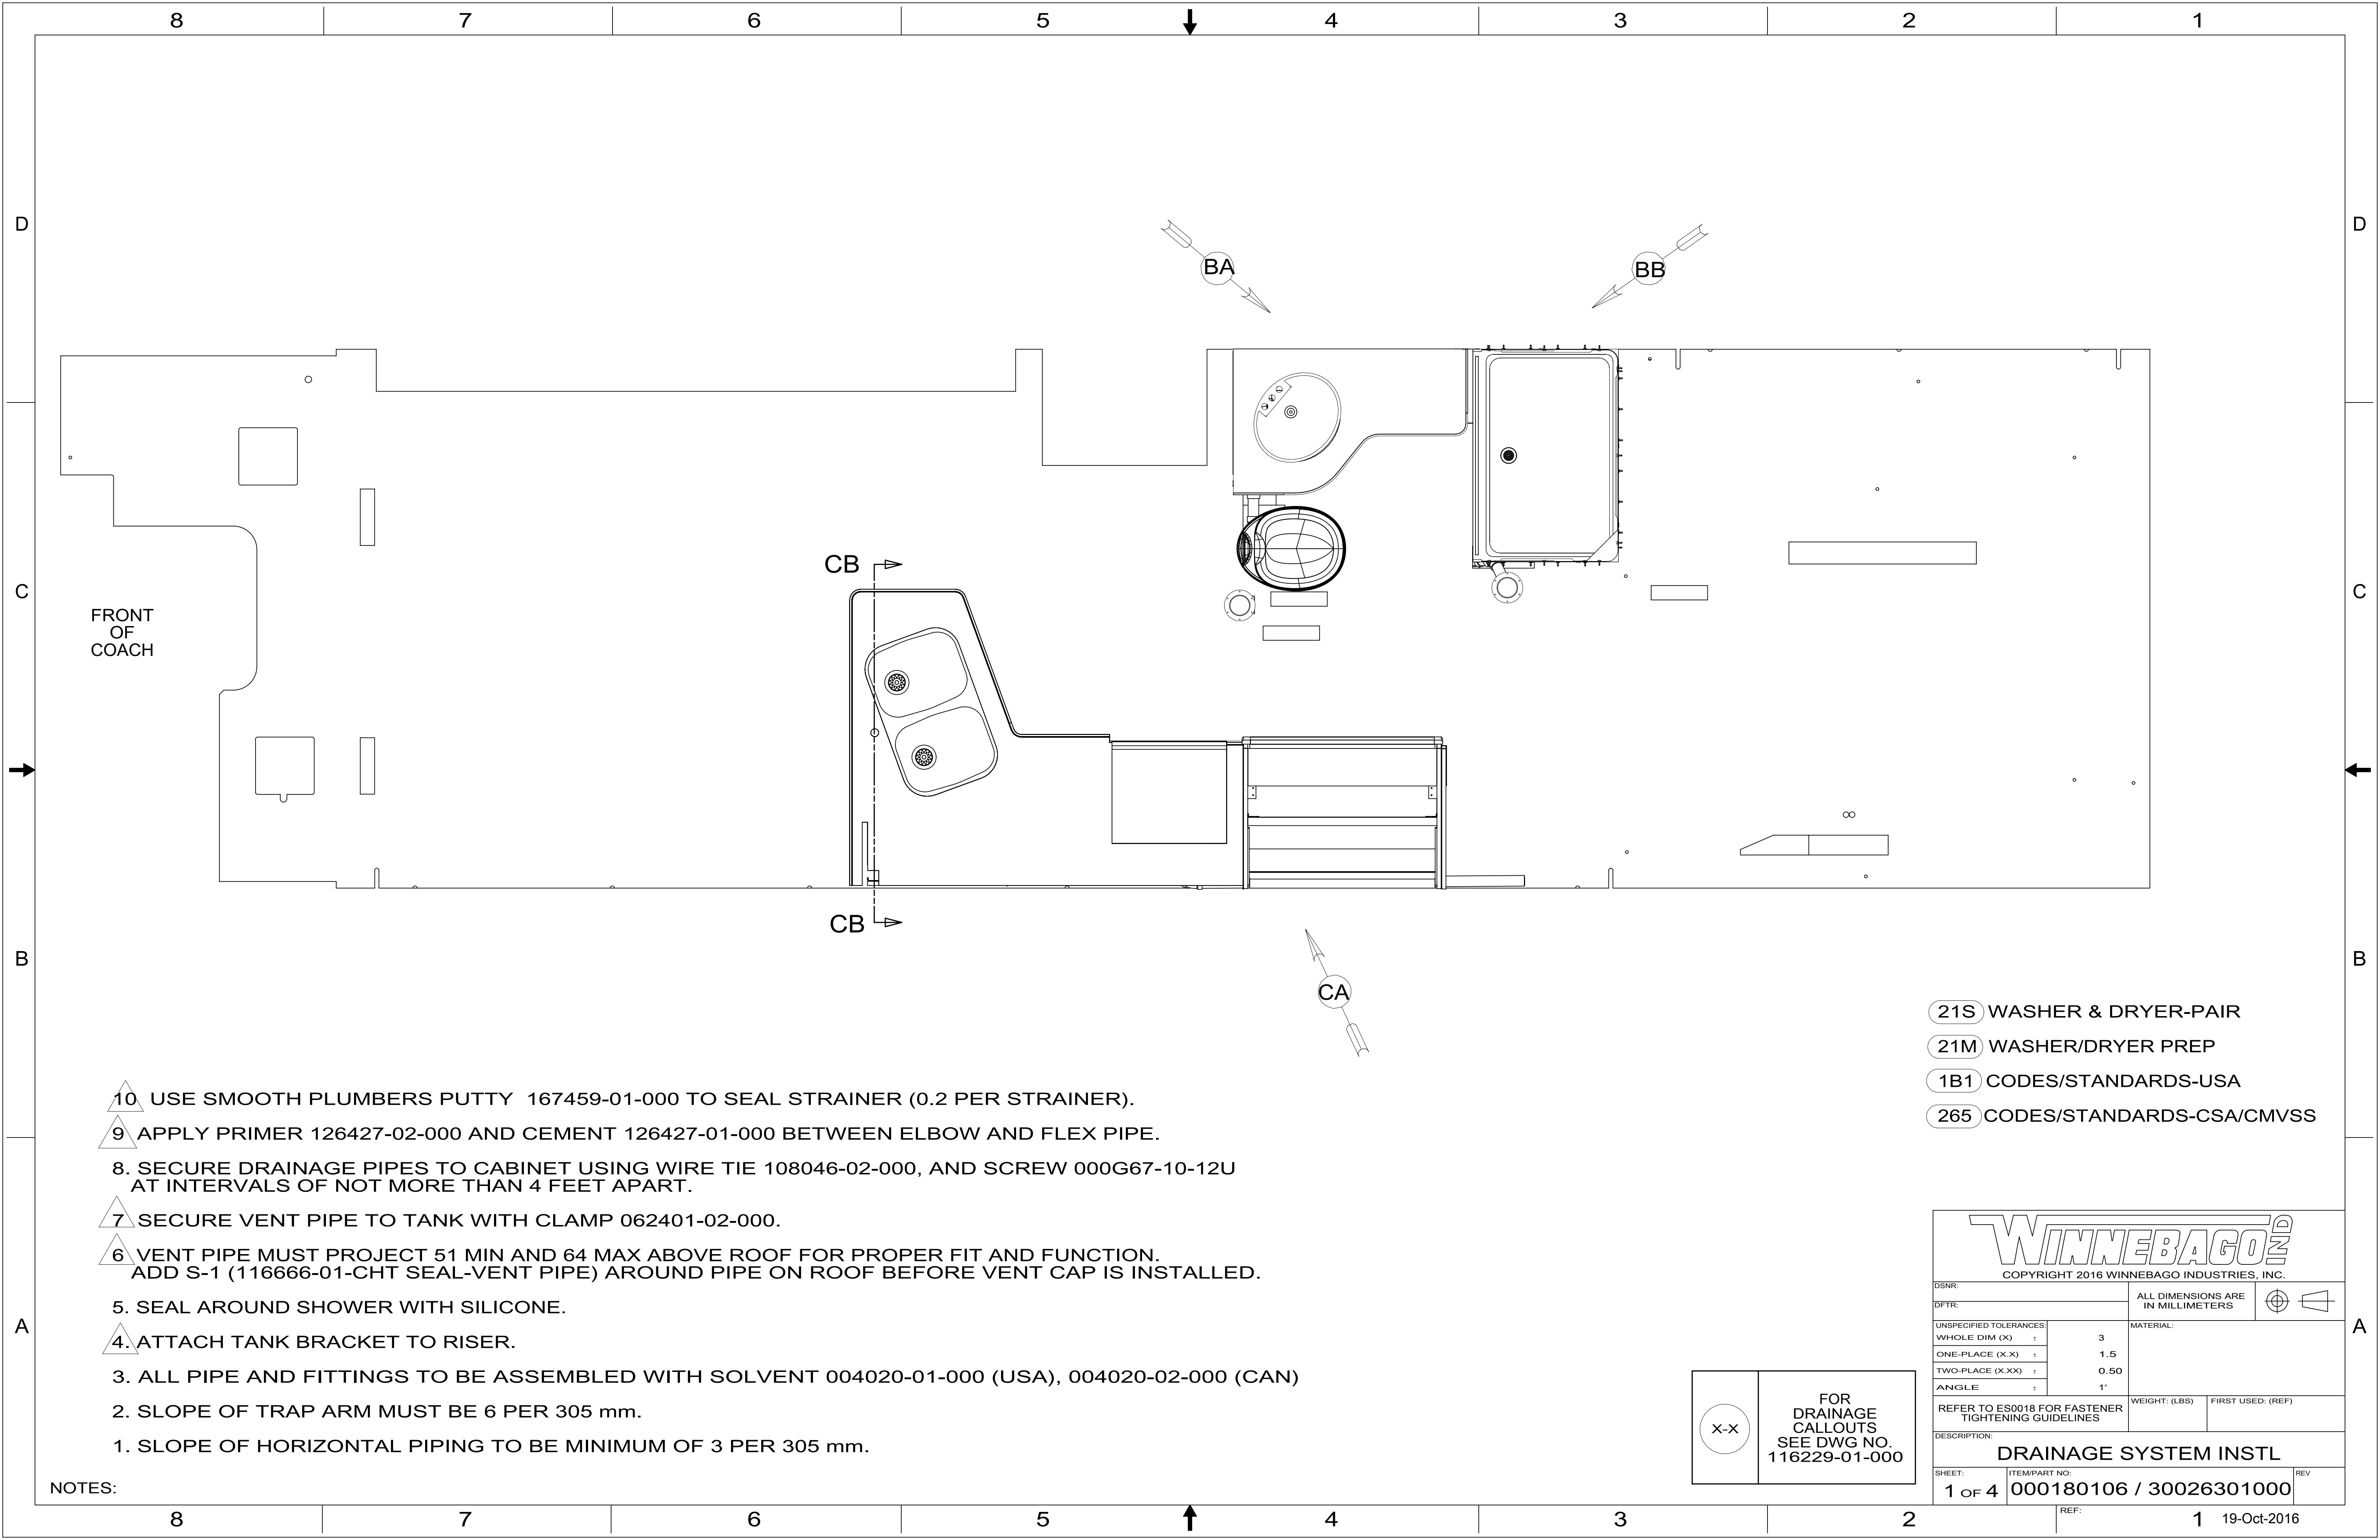 8 7 6 5 4 3 2 1
D D
BA
BB
C C
CB
FRONT
OF
COACH
CB
B B
CA
21S WASHER & DRYER-PAIR
21M WASHER/DRYER PREP
1B1 CODES/STANDARDS-USA
265 CODES/STANDARDS-CSA/CMVSS
10 USE SMOOTH PLUMBERS PUTTY 167459-01-000 TO SEAL STRAINER (0.2 PER STRAINER).
9 APPLY PRIMER 126427-02-000 AND CEMENT 126427-01-000 BETWEEN ELBOW AND FLEX PIPE.
8. SECURE DRAINAGE PIPES TO CABINET USING WIRE TIE 108046-02-000, AND SCREW 000G67-10-12U
AT INTERVALS OF NOT MORE THAN 4 FEET APART.
7 SECURE VENT PIPE TO TANK WITH CLAMP 062401-02-000.
6 VENT PIPE MUST PROJECT 51 MIN AND 64 MAX ABOVE ROOF FOR PROPER FIT AND FUNCTION.
ADD S-1 (116666-01-CHT SEAL-VENT PIPE) AROUND PIPE ON ROOF BEFORE VENT CAP IS INSTALLED.
5. SEAL AROUND SHOWER WITH SILICONE.
4. ATTACH TANK BRACKET TO RISER.
3. ALL PIPE AND FITTINGS TO BE ASSEMBLED WITH SOLVENT 004020-01-000 (USA), 004020-02-000 (CAN)
2. SLOPE OF TRAP ARM MUST BE 6 PER 305 mm.
1. SLOPE OF HORIZONTAL PIPING TO BE MINIMUM OF 3 PER 305 mm.
NOTES:
A A
X-X
FOR
DRAINAGE
CALLOUTS
SEE DWG NO.
116229-01-000
WINNEBAGO IND
COPYRIGHT 2016 WINNEBAGO INDUSTRIES, INC.
DSNR:
DFTR:
ALL DIMENSIONS ARE
IN MILLIMETERS
UNSPECIFIED TOLERANCES:
WHOLE DIM (X) ± 3
ONE-PLACE (X.X) ± 1.5
TWO-PLACE (X.XX) ± 0.50
ANGLE ± 1°
MATERIAL:
REFER TO ES0018 FOR FASTENER
TIGHTENING GUIDELINES
WEIGHT: (LBS)
FIRST USED: (REF)
DESCRIPTION:
DRAINAGE SYSTEM INSTL
SHEET:
1 OF 4
ITEM/PART NO:
000180106 / 30026301000
REV
REF:
19-Oct-2016
8 7 6 5 4 3 2 1